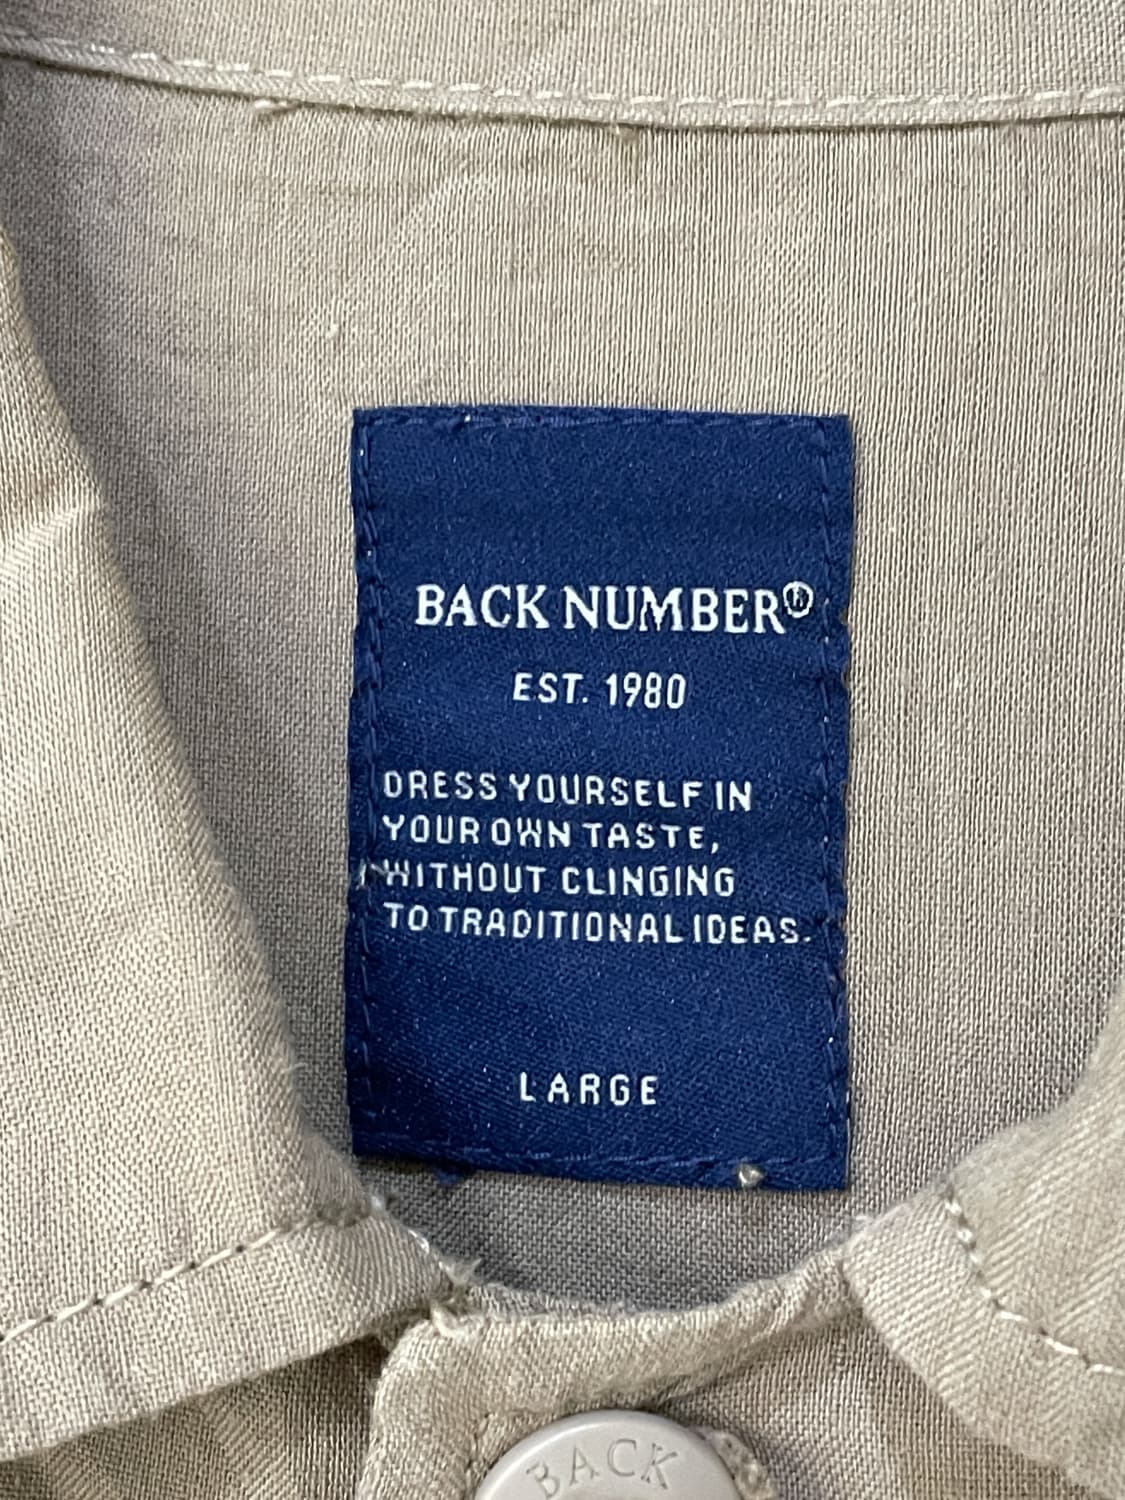 BACK NUMBER®
EST. 1980
DRESS YOURSELF IN
YOUR OWN TASTE,
WITHOUT CLINGING
TO TRADITIONAL IDEAS.
LARGE
BACK